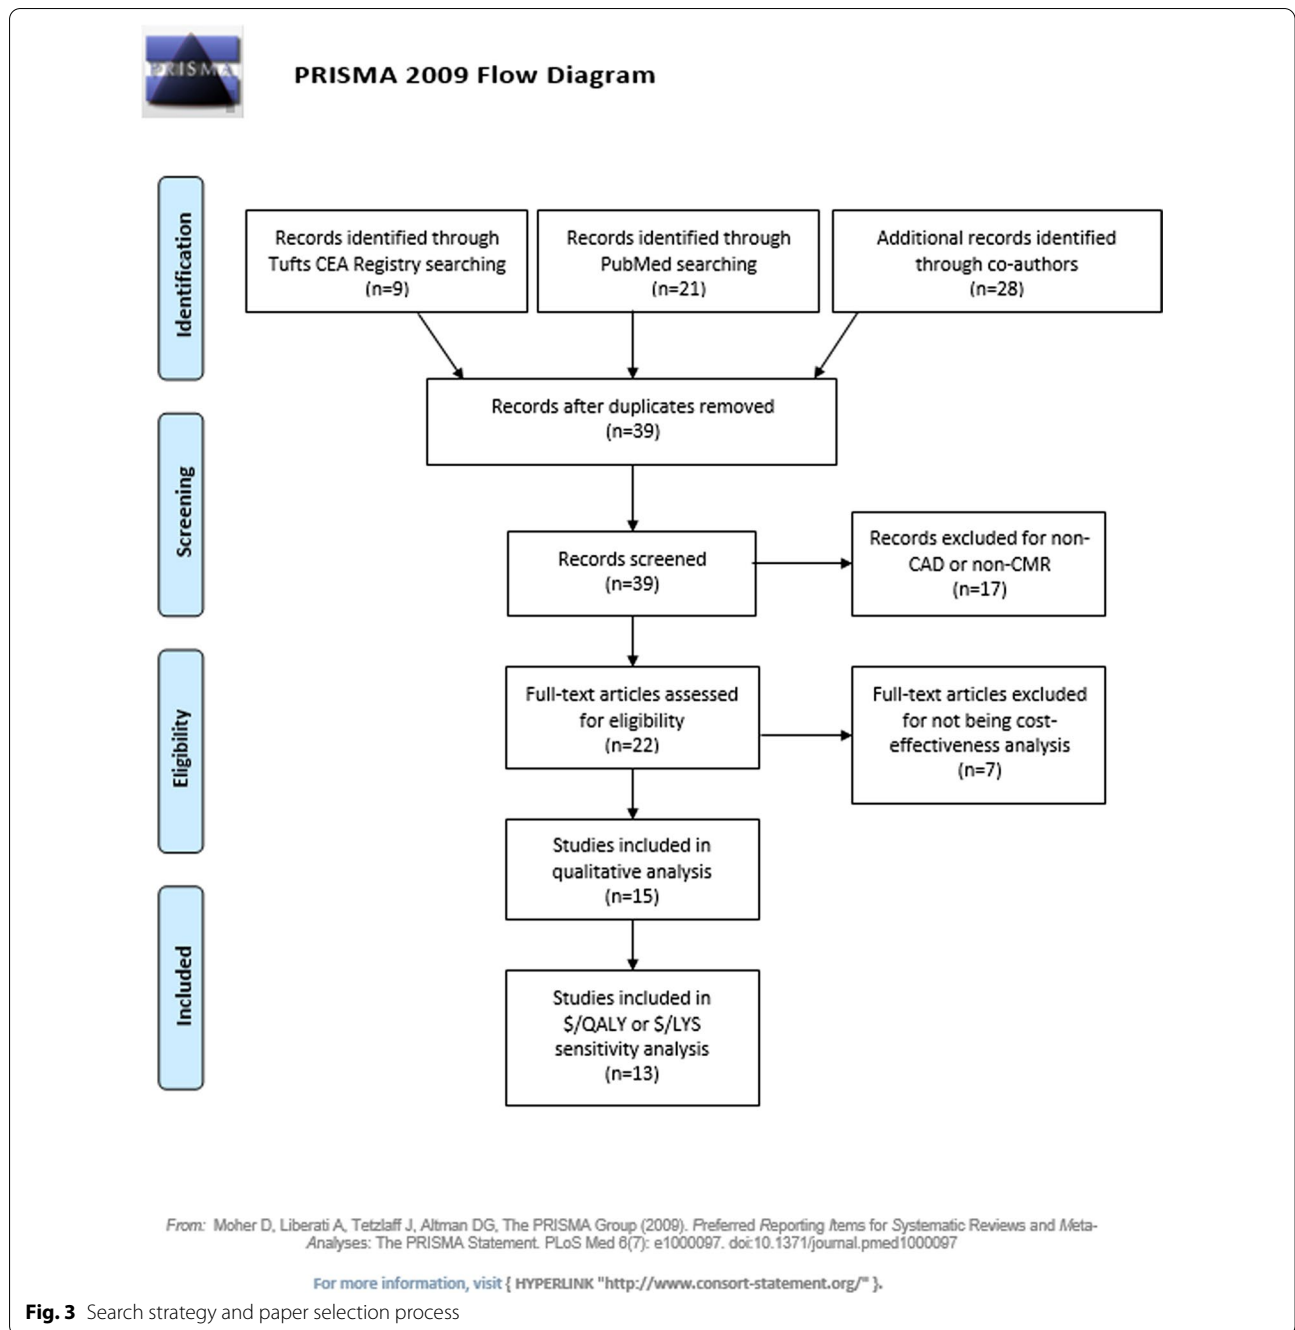 PRISMA
PRISMA 2009 Flow Diagram
Identification
Records identified through
Tufts CEA Registry searching
(n=9)
Records identified through
PubMed searching
(n=21)
Additional records identified
through co-authors
(n=28)
Records after duplicates removed
(n=39)
Screening
Records screened
(n=39)
Records excluded for non-
CAD or non-CMR
(n=17)
Eligibility
Full-text articles assessed
for eligibility
(n=22)
Full-text articles excluded
for not being cost-
effectiveness analysis
(n=7)
Studies included in
qualitative analysis
(n=15)
Included
Studies included in
$/QALY or $/LYS
sensitivity analysis
(n=13)
From: Moher D, Liberati A, Tetzlaff J, Altman DG, The PRISMA Group (2009). Preferred Reporting Items for Systematic Reviews and Meta-
Analyses: The PRISMA Statement. PLoS Med 6(7): e1000097. doi:10.1371/journal.pmed1000097
For more information, visit { HYPERLINK "http://www.consort-statement.org/" }.
Fig. 3 Search strategy and paper selection process